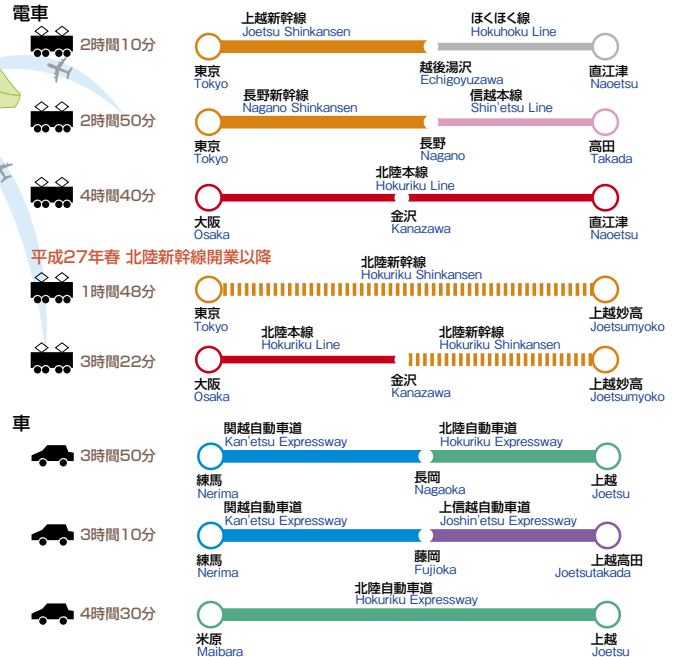 電車
2時間10分
上越新幹線
Joetsu Shinkansen
ほくほく線
Hokuhoku Line
東京
Tokyo
越後湯沢
Echigoyuzawa
直江津
Naoetsu
2時間50分
長野新幹線
Nagano Shinkansen
信越本線
Shin'etsu Line
東京
Tokyo
長野
Nagano
高田
Takada
4時間40分
北陸本線
Hokuriku Line
大阪
Osaka
金沢
Kanazawa
直江津
Naoetsu
平成27年春 北陸新幹線開業以降
1時間48分
北陸新幹線
Hokuriku Shinkansen
東京
Tokyo
上越妙高
Joetsumyoko
3時間22分
北陸本線
Hokuriku Line
北陸新幹線
Hokuriku Shinkansen
大阪
Osaka
金沢
Kanazawa
上越妙高
Joetsumyoko
車
3時間50分
関越自動車道
Kan'etsu Expressway
北陸自動車道
Hokuriku Expressway
練馬
Nerima
長岡
Nagaoka
上越
Joetsu
3時間10分
関越自動車道
Kan'etsu Expressway
上信越自動車道
Joshin'etsu Expressway
練馬
Nerima
藤岡
Fujioka
上越高田
Joetsutakada
4時間30分
北陸自動車道
Hokuriku Expressway
米原
Maibara
上越
Joetsu